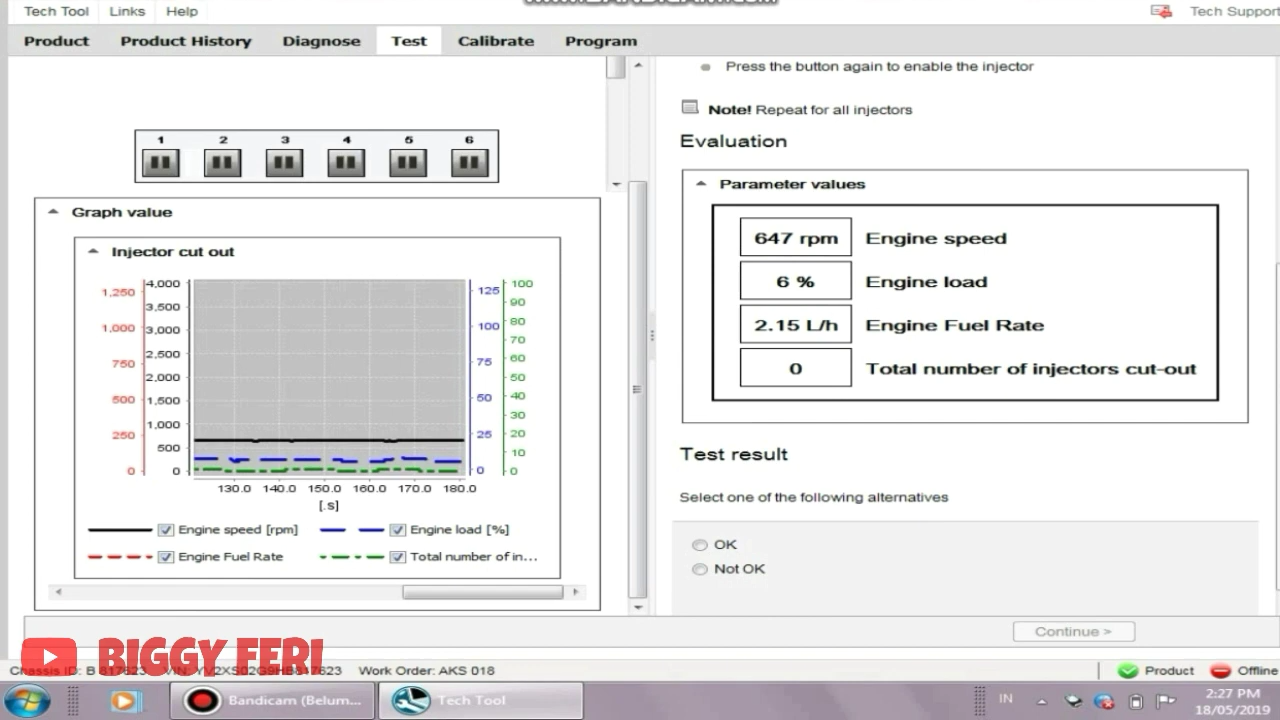 www.BANDICAM.com
Tech Tool Links Help
Tech Support
Product Product History Diagnose Test Calibrate Program
Press the button again to enable the injector
Note! Repeat for all injectors
1 2 3 4 5 6
Evaluation
Parameter values
647 rpm Engine speed
6 % Engine load
2.15 L/h Engine Fuel Rate
0 Total number of injectors cut-out
Graph value
Injector cut out
1,250
1,000
750
500
250
0
4,000
3,500
3,000
2,500
2,000
1,500
1,000
500
0
125
100
75
50
25
0
100
90
80
70
60
50
40
30
20
10
0
130.0 140.0 150.0 160.0 170.0 180.0
[.s]
Engine speed [rpm] Engine load [%]
Engine Fuel Rate Total number of in...
Test result
Select one of the following alternatives
OK
Not OK
Continue >
BIGGY FERI
Chassis ID: B 817623 Work Order: AKS 018
Product Offline
Bandicam (Belum... Tech Tool
IN
2:27 PM
18/05/2019